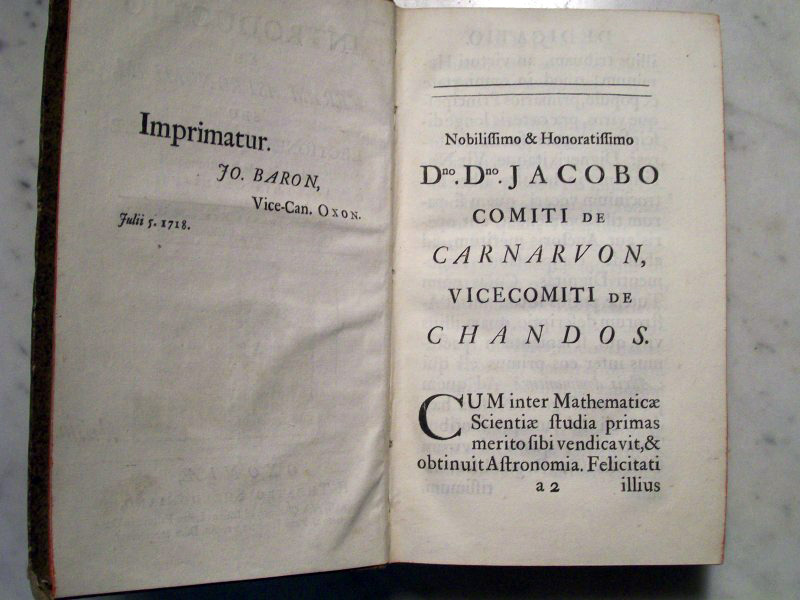 Imprimatur.
JO. BARON,
Vice-Can. OXON.
Julii 5. 1718.
Nobiliſſimo & Honoratiſſimo
Dno. Dno. JACOBO
COMITI DE
CARNARVON,
VICECOMITI DE
CHANDOS.
CUM inter Mathematicæ
Scientiæ ſtudia primas
merito ſibi vendicavit, &
obtinuit Aſtronomia. Felicitati
a 2 illius